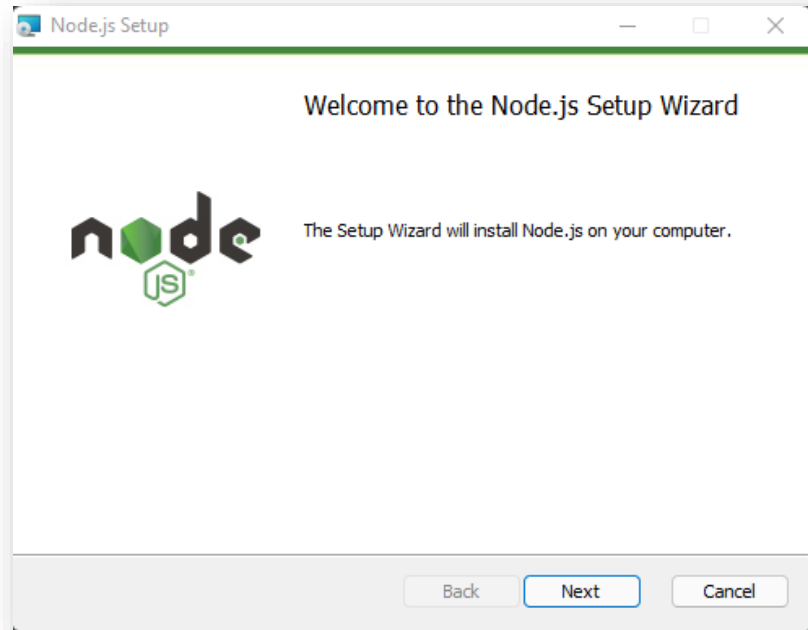 Node.js Setup
Welcome to the Node.js Setup Wizard
node
JS®
The Setup Wizard will install Node.js on your computer.
Back
Next
Cancel